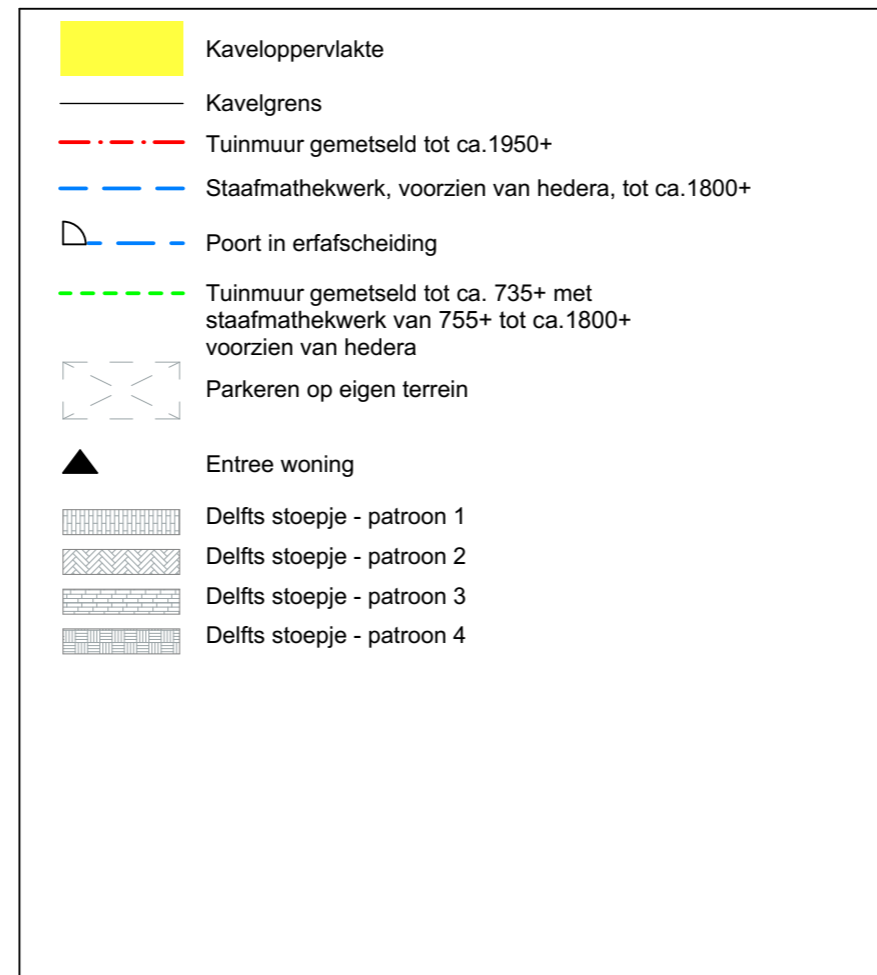 Kaveloppervlakte
Kavelgrens
Tuinmuur gemetseld tot ca.1950+
Staafmathekwerk, voorzien van hedera, tot ca.1800+
Poort in erfafscheiding
Tuinmuur gemetseld tot ca. 735+ met
staafmathekwerk van 755+ tot ca.1800+
voorzien van hedera
Parkeren op eigen terrein
Entree woning
Delfts stoepje - patroon 1
Delfts stoepje - patroon 2
Delfts stoepje - patroon 3
Delfts stoepje - patroon 4